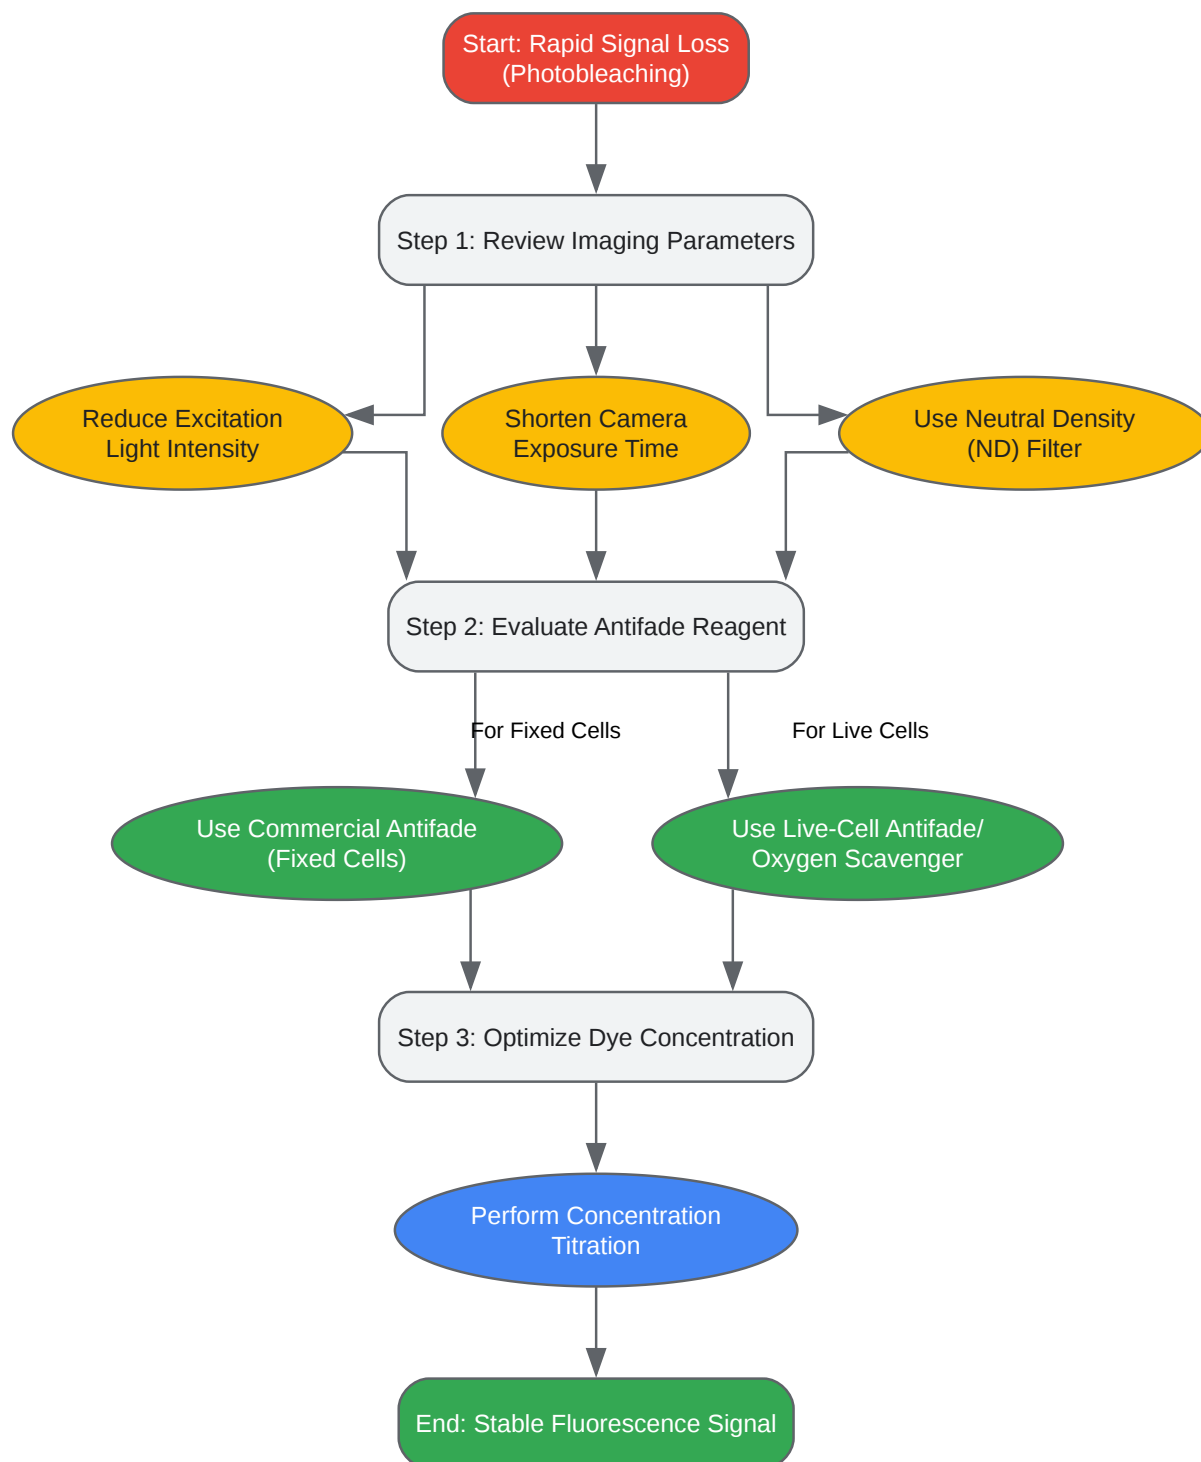 Start: Rapid Signal Loss
(Photobleaching)
Step 1: Review Imaging Parameters
Reduce Excitation
Light Intensity
Shorten Camera
Exposure Time
Use Neutral Density
(ND) Filter
Step 2: Evaluate Antifade Reagent
For Fixed Cells
For Live Cells
Use Commercial Antifade
(Fixed Cells)
Use Live-Cell Antifade/
Oxygen Scavenger
Step 3: Optimize Dye Concentration
Perform Concentration
Titration
End: Stable Fluorescence Signal